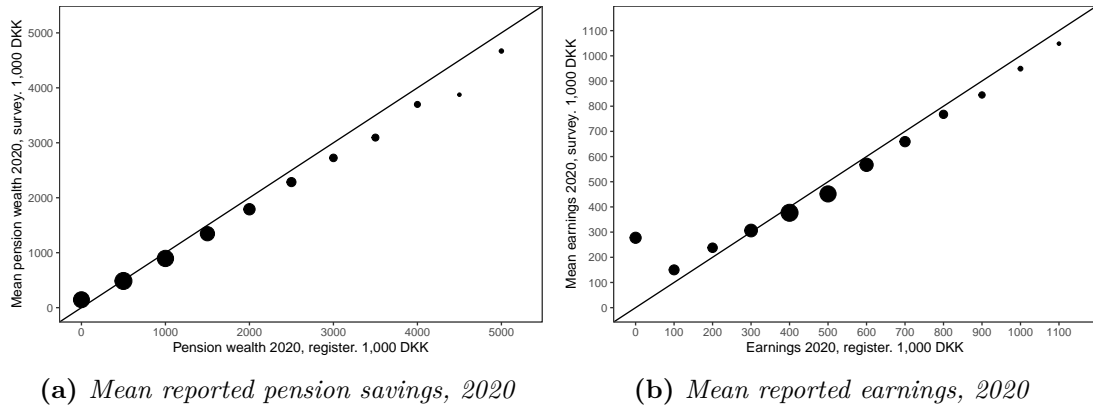 Mean pension wealth 2020, survey. 1,000 DKK
5000
4000
3000
2000
1000
0
0 1000 2000 3000 4000 5000
Pension wealth 2020, register. 1,000 DKK
(a) Mean reported pension savings, 2020
Mean earnings 2020, survey. 1,000 DKK
1100
1000
900
800
700
600
500
400
300
200
100
0
0 100 200 300 400 500 600 700 800 900 1000 1100
Earnings 2020, register. 1,000 DKK
(b) Mean reported earnings, 2020